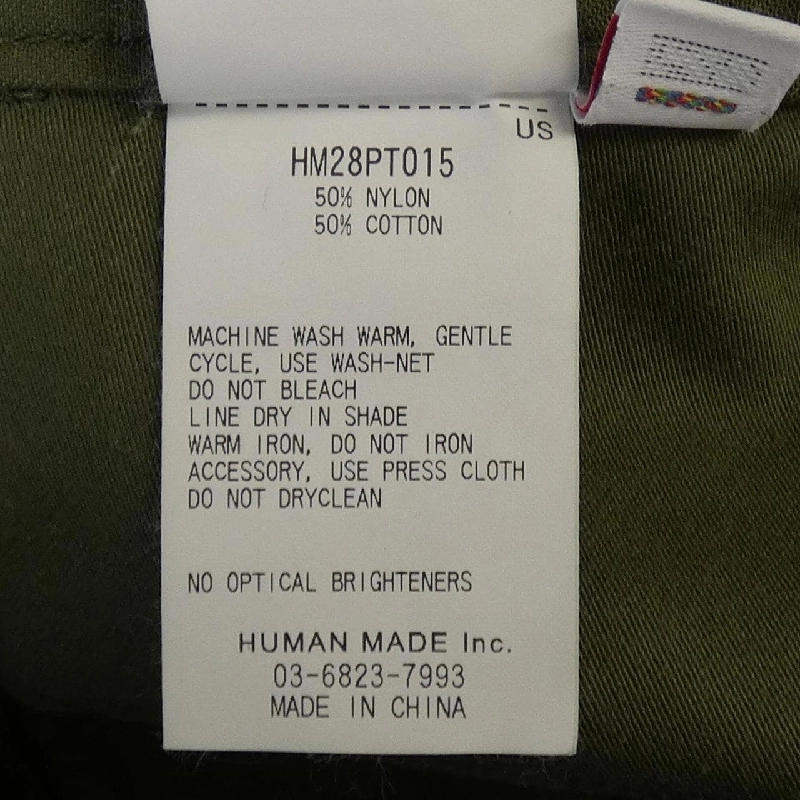 US
HM28PT015
50% NYLON
50% COTTON
MACHINE WASH WARM, GENTLE
CYCLE, USE WASH-NET
DO NOT BLEACH
LINE DRY IN SHADE
WARM IRON, DO NOT IRON
ACCESSORY, USE PRESS CLOTH
DO NOT DRYCLEAN
NO OPTICAL BRIGHTENERS
HUMAN MADE Inc.
03-6823-7993
MADE IN CHINA